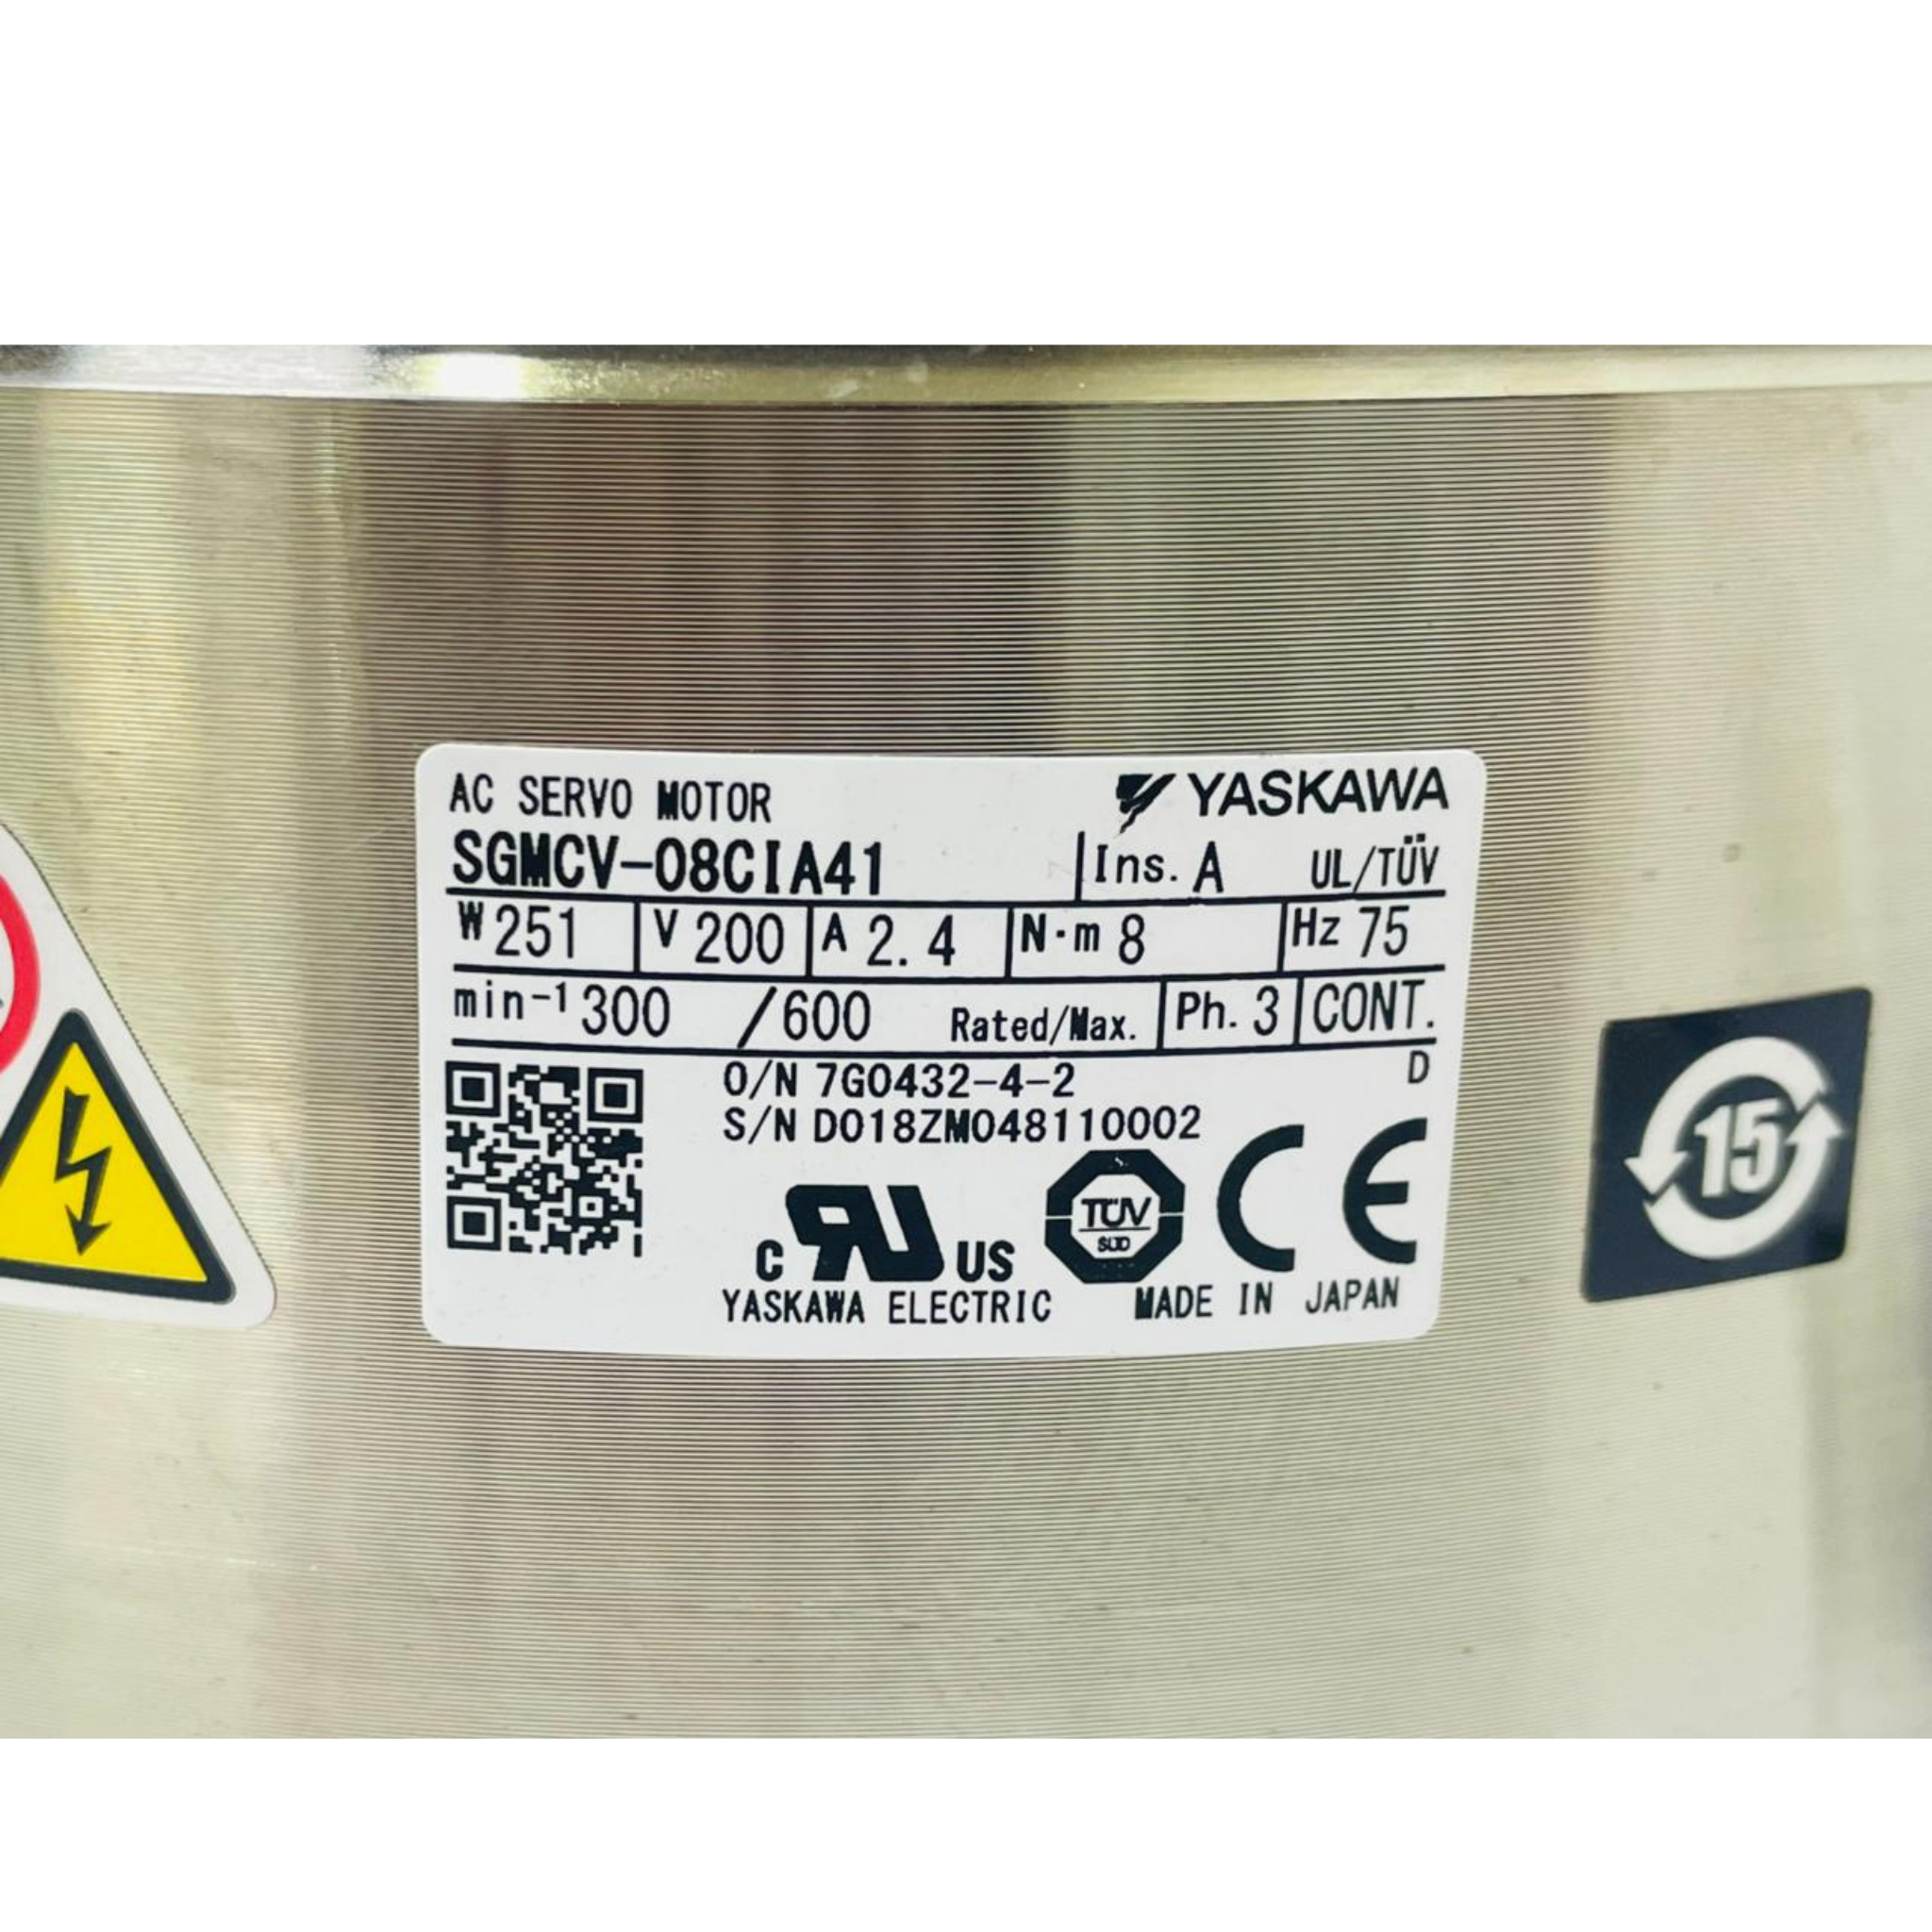 AC SERVO MOTOR YASKAWA
SGMCV-08CIA41 Ins. A UL/TÜV
W 251 V 200 A 2.4 N·m 8 Hz 75
min-1 300 /600 Rated/Max. Ph. 3 CONT.
O/N 7G0432-4-2 D
S/N D018ZM048110002
C RU US TÜV SÜD CE
YASKAWA ELECTRIC MADE IN JAPAN
15